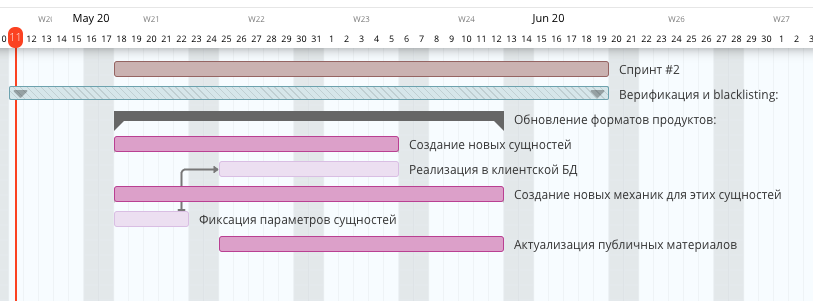 W20 May 20 W21 W22 W23 W24 Jun 20 W26 W27
0 11 12 13 14 15 16 17 18 19 20 21 22 23 24 25 26 27 28 29 30 31 1 2 3 4 5 6 7 8 9 10 11 12 13 14 15 16 17 18 19 20 21 22 23 24 25 26 27 28 29 30 1 2 3
Спринт #2
Верификация и blacklisting:
Обновление форматов продуктов:
Создание новых сущностей
Реализация в клиентской БД
Создание новых механик для этих сущностей
Фиксация параметров сущностей
Актуализация публичных материалов